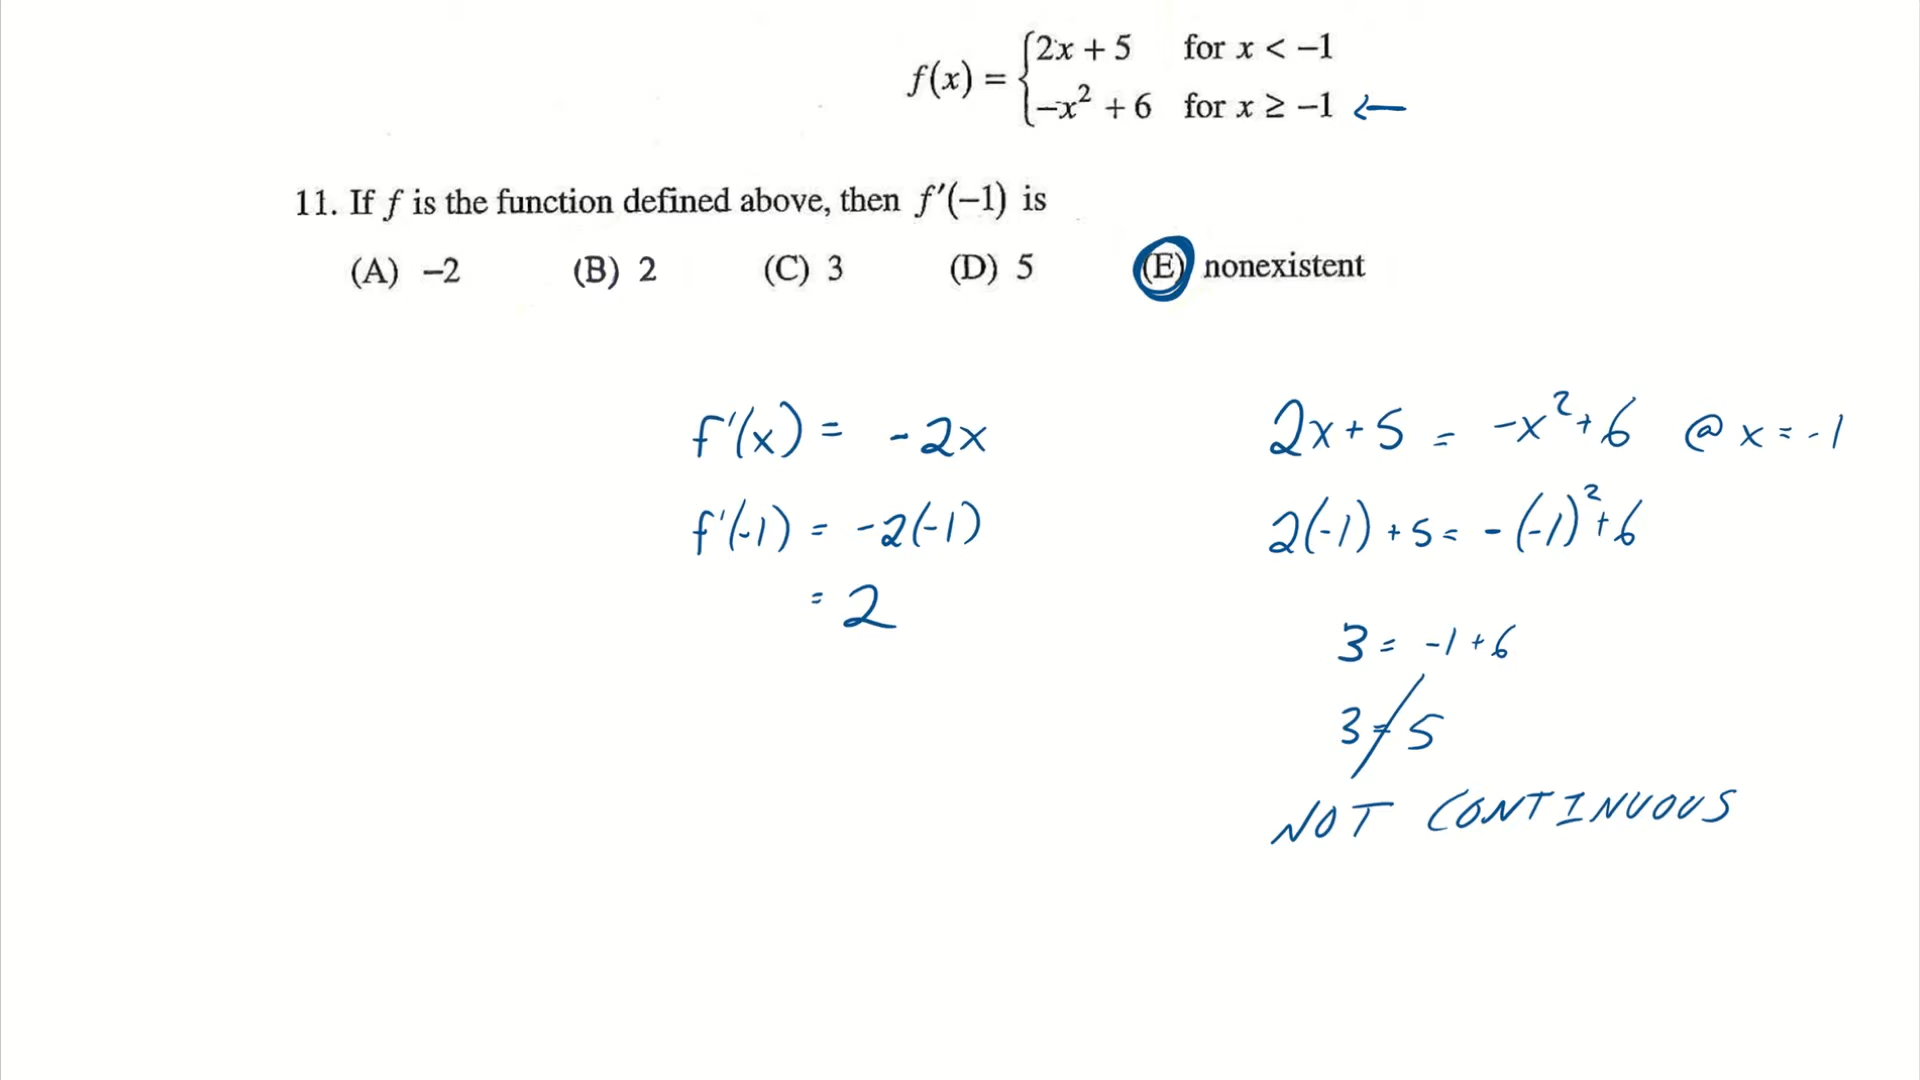 f(x) = { 2x + 5 for x < −1
−x² + 6 for x ≥ −1 ←
11. If f is the function defined above, then f′(−1) is
(A) −2 (B) 2 (C) 3 (D) 5 (E) nonexistent
f'(x) = -2x
f'(-1) = -2(-1)
= 2
2x + 5 = -x² + 6 @ x = -1
2(-1) + 5 = -(-1)² + 6
3 = -1 + 6
3 ≠ 5
NOT CONTINUOUS